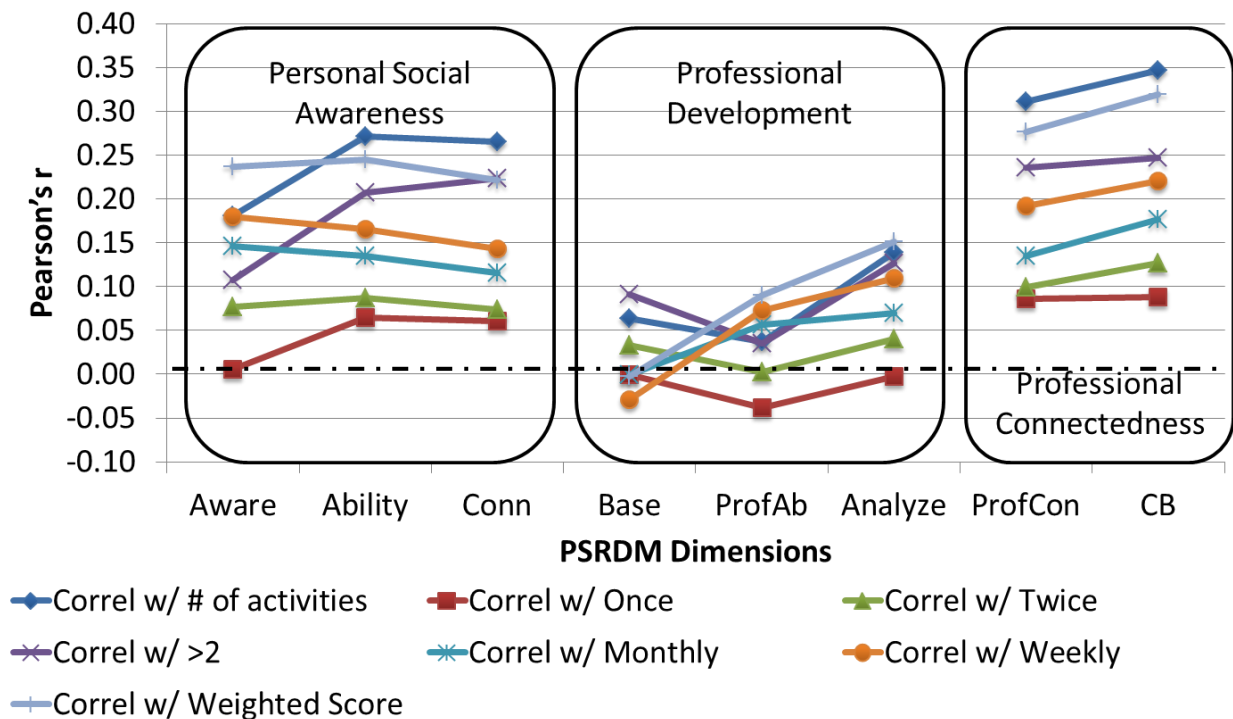 0.40
0.35
0.30
0.25
0.20
0.15
0.10
0.05
0.00
-0.05
-0.10
Pearson’s r
Personal Social
Awareness
Professional
Development
Professional
Connectedness
Aware Ability Conn Base ProfAb Analyze ProfCon CB
PSRDM Dimensions
Correl w/ # of activities Correl w/ Once Correl w/ Twice
Correl w/ >2 Correl w/ Monthly Correl w/ Weekly
Correl w/ Weighted Score